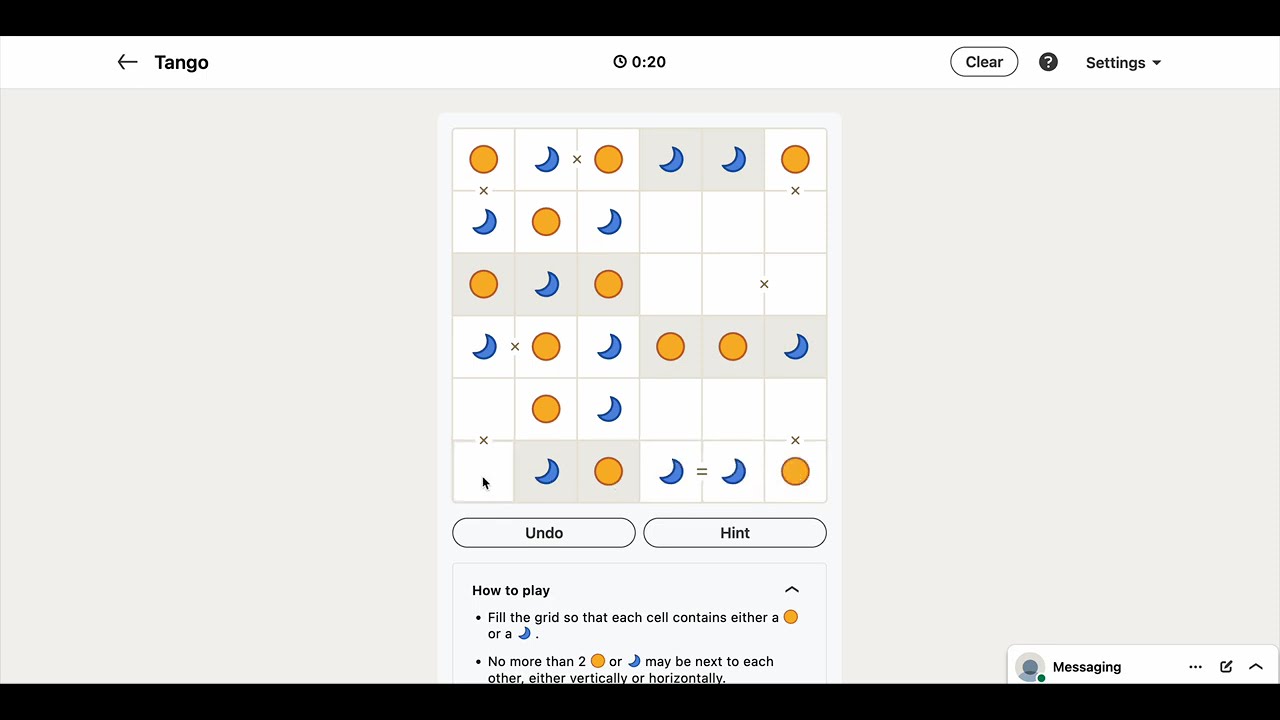 Tango
0:20
Clear
?
Settings
×
× ×
×
×
× ×
=
Undo
Hint
How to play
• Fill the grid so that each cell contains either a
or a .
• No more than 2 or may be next to each
other, either vertically or horizontally.
Messaging